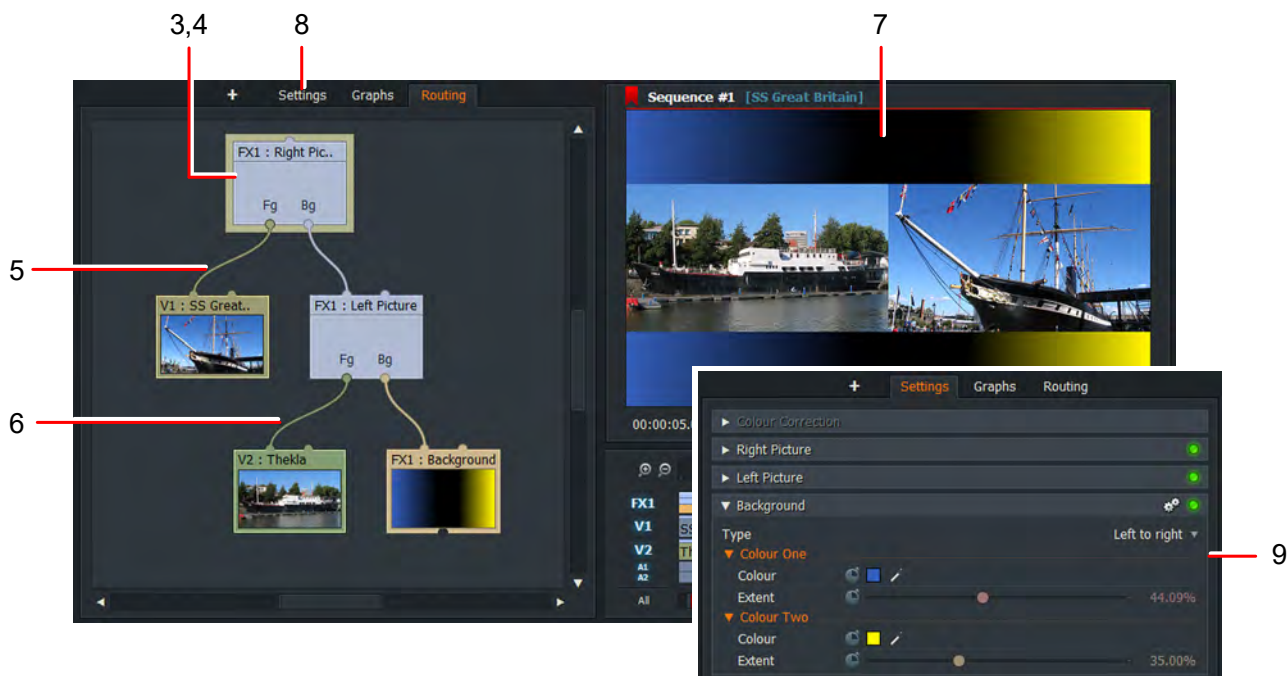 3,4
8
7
+ Settings Graphs Routing
Sequence #1 [SS Great Britain]
FX1 : Right Pic..
Fg Bg
5
V1 : SS Great..
FX1 : Left Picture
Fg Bg
6
V2 : Thekla
FX1 : Background
00:00:05.
+ Settings Graphs Routing
Colour Correction
Right Picture
Left Picture
Background
Type Left to right
9
Colour One
Colour
Extent 44.09%
Colour Two
Colour
Extent 35.00%
FX1
V1 SS
V2 Th
A1
A2
All